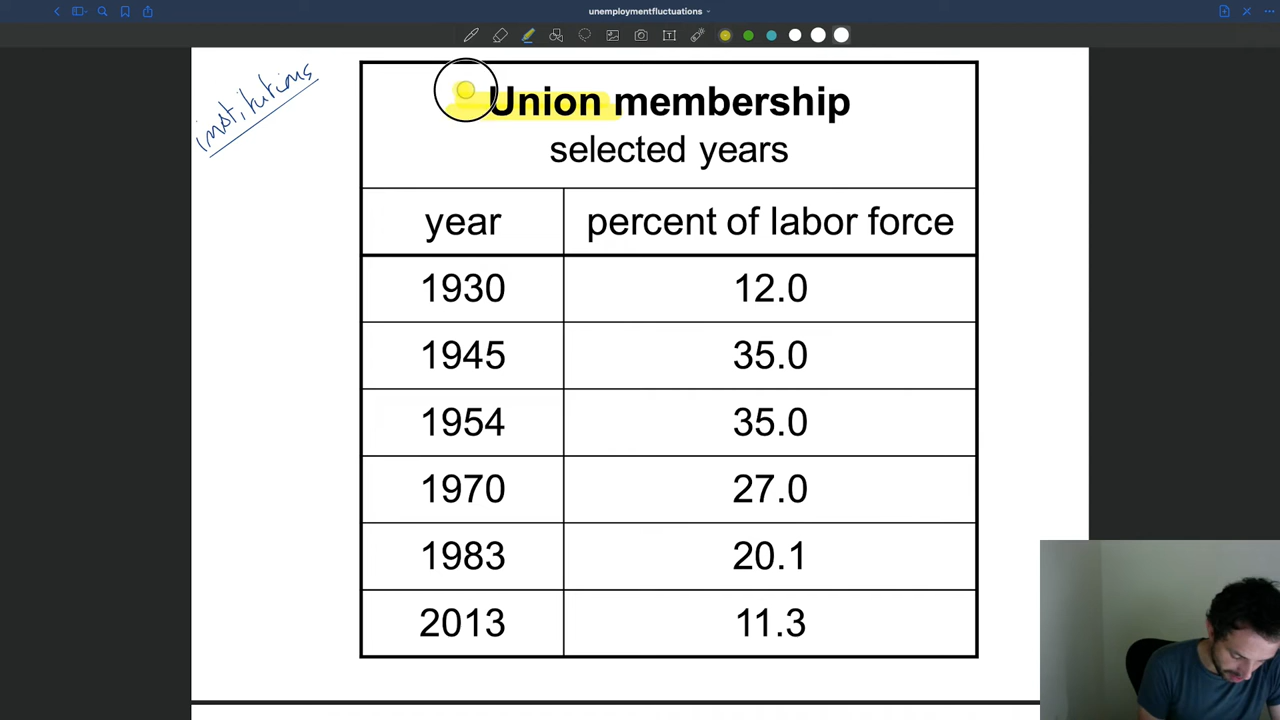 unemploymentfluctuations
institutions
Union membership
selected years
year percent of labor force
1930 12.0
1945 35.0
1954 35.0
1970 27.0
1983 20.1
2013 11.3